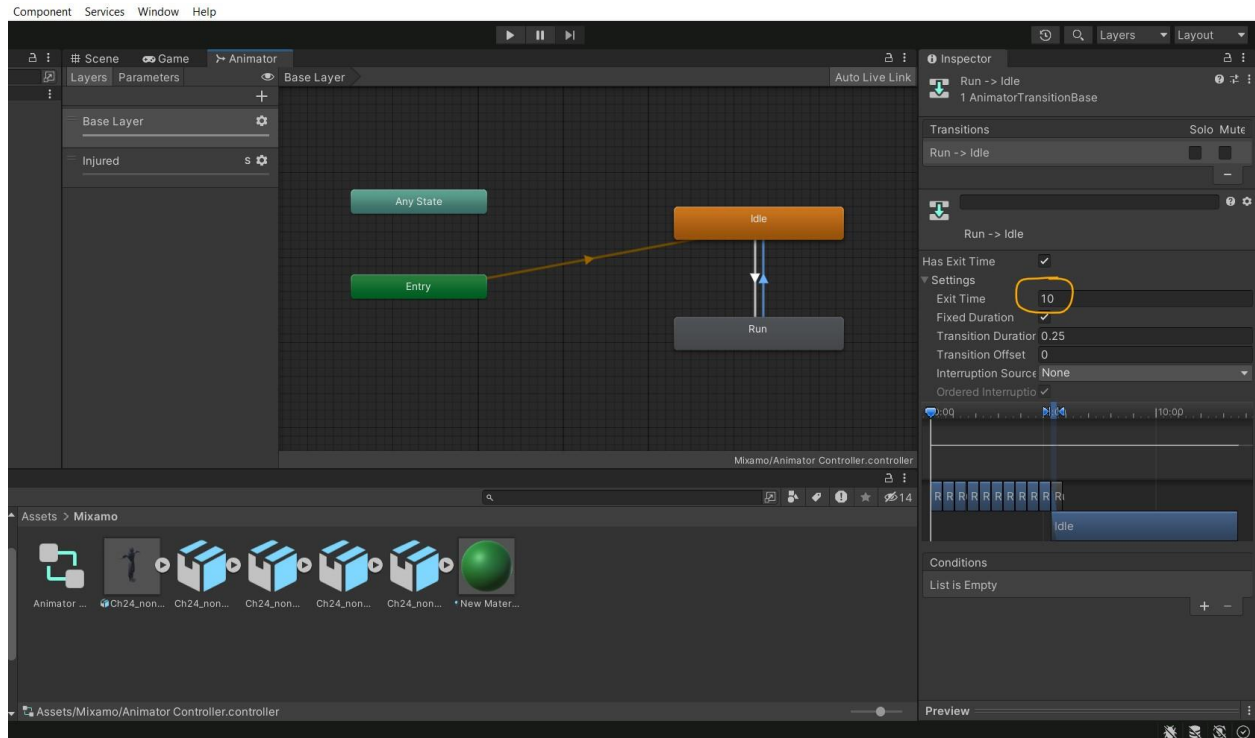 Component Services Window Help
Layers Layout
# Scene Game Animator
Inspector
Layers Parameters Base Layer Auto Live Link
Run -> Idle
1 AnimatorTransitionBase
Base Layer
Transitions Solo Mute
Run -> Idle
Injured S
Any State
Idle
Run -> Idle
Has Exit Time
Settings
Entry
Exit Time 10
Fixed Duration
Run
Transition Duration 0.25
Transition Offset 0
Interruption Source None
Ordered Interruptio
0:00 10:00
Mixamo/Animator Controller.controller
14
R R R R R R R R R R R
Assets > Mixamo
Idle
Conditions
List is Empty
Animator ... Ch24_non... Ch24_non... Ch24_non... Ch24_non... Ch24_non... New Mater...
Assets/Mixamo/Animator Controller.controller
Preview